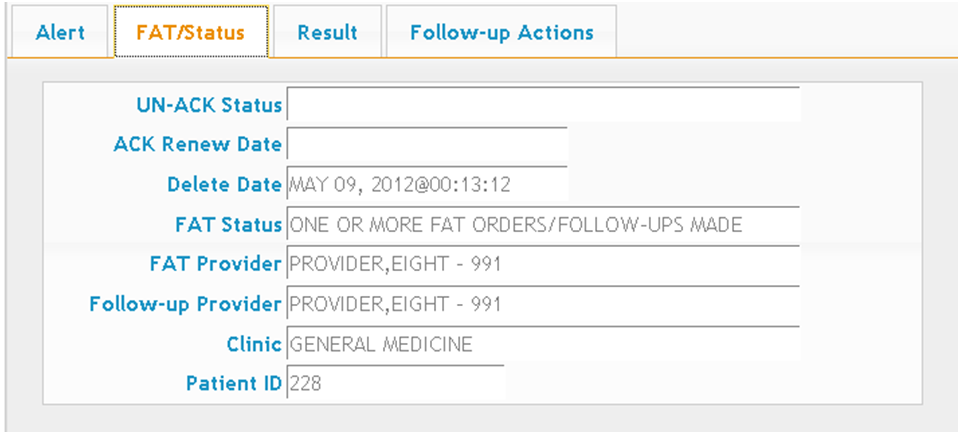 Alert FAT/Status Result Follow-up Actions
UN-ACK Status
ACK Renew Date
Delete Date MAY 09, 2012@00:13:12
FAT Status ONE OR MORE FAT ORDERS/FOLLOW-UPS MADE
FAT Provider PROVIDER,EIGHT - 991
Follow-up Provider PROVIDER,EIGHT - 991
Clinic GENERAL MEDICINE
Patient ID 228